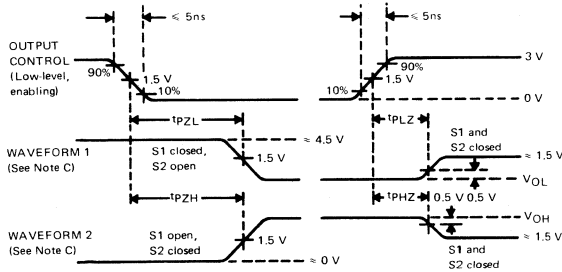 ≤ 5ns
≤ 5ns
OUTPUT
CONTROL
(Low-level,
enabling)
90%
1.5 V
10%
10%
90%
1.5 V
3 V
0 V
tPZL
tPLZ
WAVEFORM 1
(See Note C)
S1 closed,
S2 open
≈ 4.5 V
1.5 V
S1 and
S2 closed
≈ 1.5 V
VOL
tPZH
tPHZ
0.5 V 0.5 V
WAVEFORM 2
(See Note C)
S1 open,
S2 closed
1.5 V
≈ 0 V
VOH
≈ 1.5 V
S1 and
S2 closed